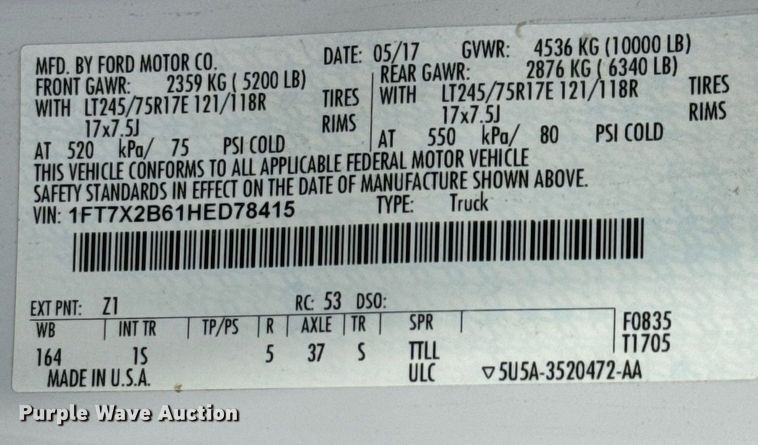 MFD. BY FORD MOTOR CO. DATE: 05/17 GVWR: 4536 KG (10000 LB)
FRONT GAWR: 2359 KG ( 5200 LB) REAR GAWR: 2876 KG ( 6340 LB)
WITH LT245/75R17E 121/118R TIRES WITH LT245/75R17E 121/118R TIRES
17x7.5J RIMS 17x7.5J RIMS
AT 520 kPa/ 75 PSI COLD AT 550 kPa/ 80 PSI COLD
THIS VEHICLE CONFORMS TO ALL APPLICABLE FEDERAL MOTOR VEHICLE
SAFETY STANDARDS IN EFFECT ON THE DATE OF MANUFACTURE SHOWN ABOVE.
VIN: 1FT7X2B61HED78415 TYPE: Truck
EXT PNT: Z1 RC: 53 DSO:
WB INT TR TP/PS R AXLE TR SPR F0835
164 1S 5 37 S TTLL T1705
MADE IN U.S.A. ULC ▽5U5A-3520472-AA
Purple Wave Auction